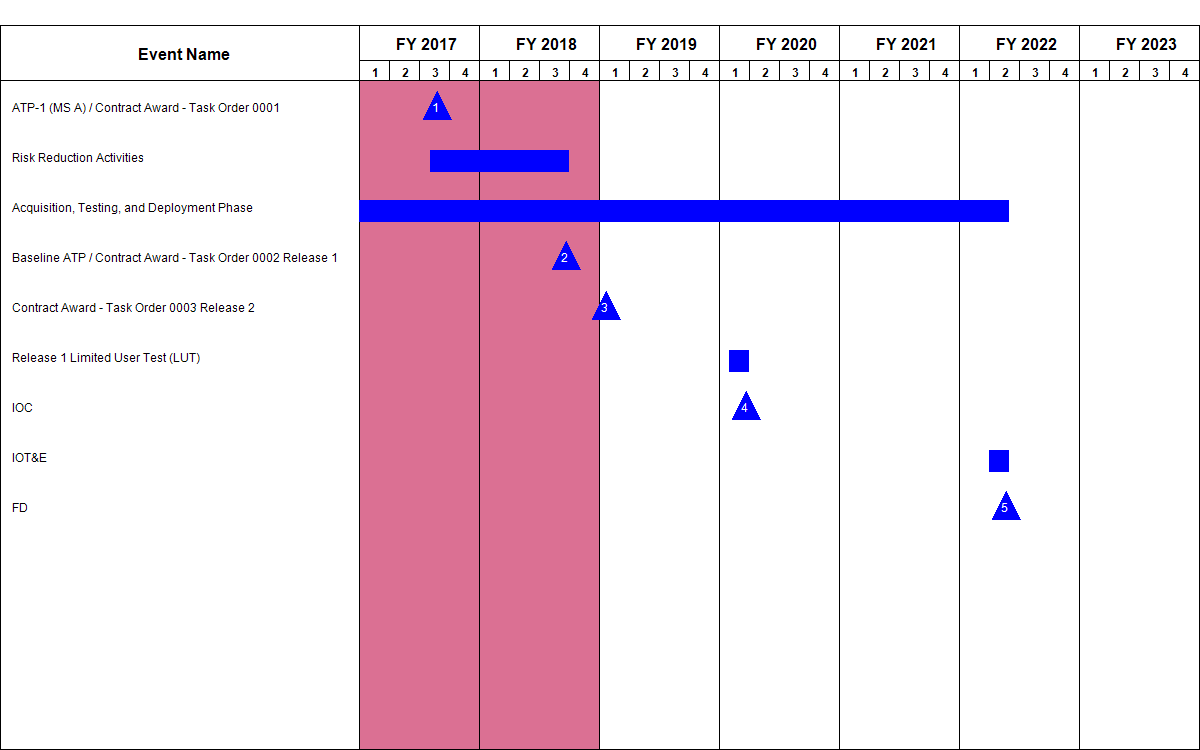 Event Name
FY 2017 FY 2018 FY 2019 FY 2020 FY 2021 FY 2022 FY 2023
1 2 3 4 1 2 3 4 1 2 3 4 1 2 3 4 1 2 3 4 1 2 3 4 1 2 3 4
ATP-1 (MS A) / Contract Award - Task Order 0001 1
Risk Reduction Activities
Acquisition, Testing, and Deployment Phase
Baseline ATP / Contract Award - Task Order 0002 Release 1 2
Contract Award - Task Order 0003 Release 2 3
Release 1 Limited User Test (LUT)
IOC 4
IOT&E
FD 5